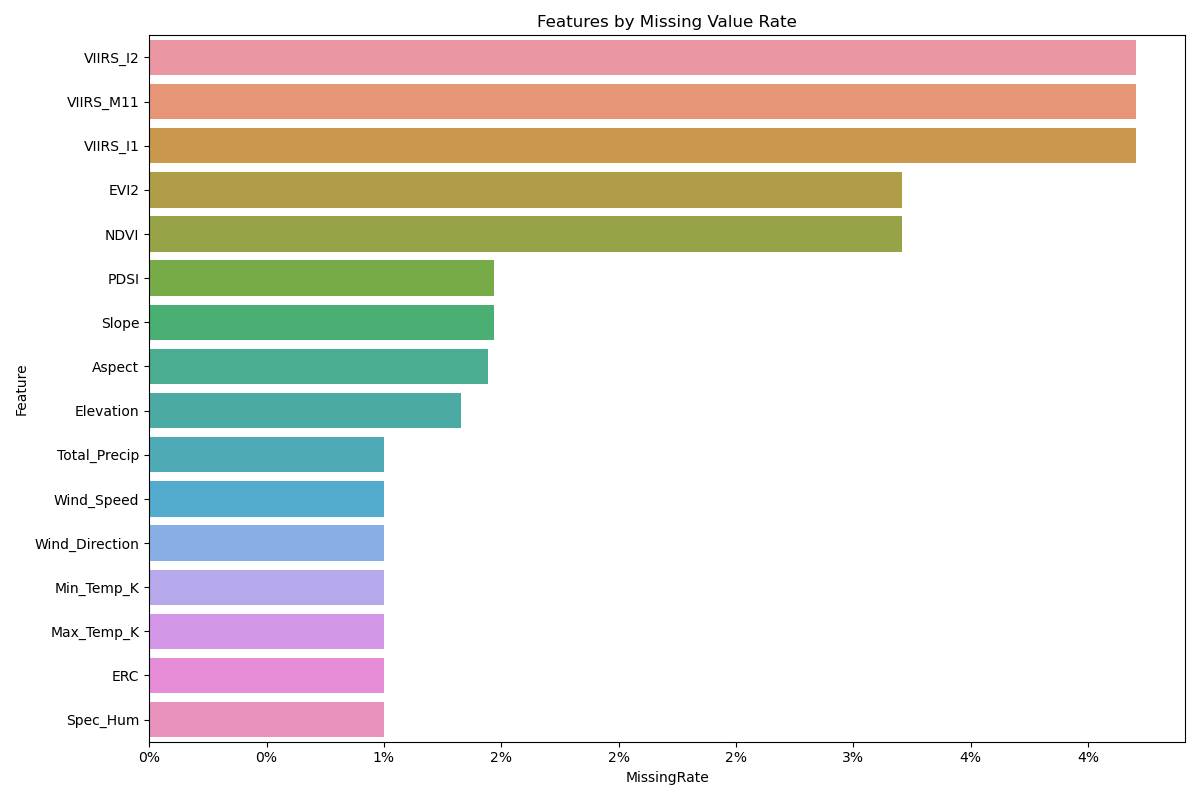 Features by Missing Value Rate
VIIRS_I2
VIIRS_M11
VIIRS_I1
EVI2
NDVI
PDSI
Slope
Aspect
Elevation
Total_Precip
Wind_Speed
Wind_Direction
Min_Temp_K
Max_Temp_K
ERC
Spec_Hum
Feature
0% 0% 1% 2% 2% 2% 3% 4% 4%
MissingRate